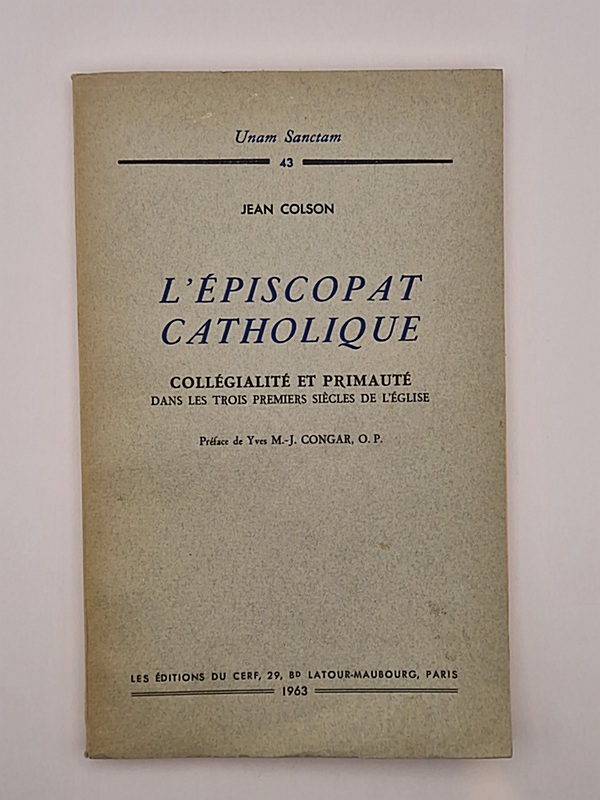 Unam Sanctam
43
JEAN COLSON
L'ÉPISCOPAT
CATHOLIQUE
COLLÉGIALITÉ ET PRIMAUTÉ
DANS LES TROIS PREMIERS SIÈCLES DE L'ÉGLISE
Préface de Yves M.-J. CONGAR, O. P.
LES ÉDITIONS DU CERF, 29, BD LATOUR-MAUBOURG, PARIS
1963